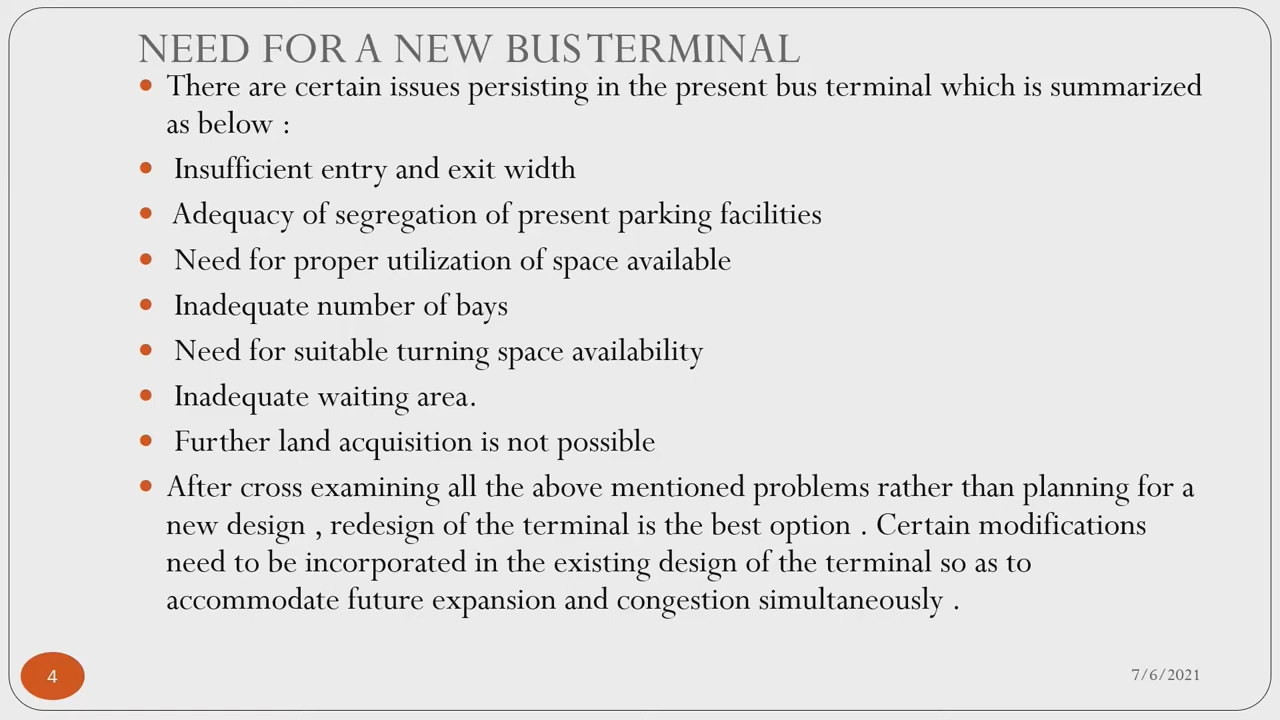 NEED FOR A NEW BUS TERMINAL
• There are certain issues persisting in the present bus terminal which is summarized
as below :
• Insufficient entry and exit width
• Adequacy of segregation of present parking facilities
• Need for proper utilization of space available
• Inadequate number of bays
• Need for suitable turning space availability
• Inadequate waiting area.
• Further land acquisition is not possible
• After cross examining all the above mentioned problems rather than planning for a
new design , redesign of the terminal is the best option . Certain modifications
need to be incorporated in the existing design of the terminal so as to
accommodate future expansion and congestion simultaneously .
4
7/6/2021